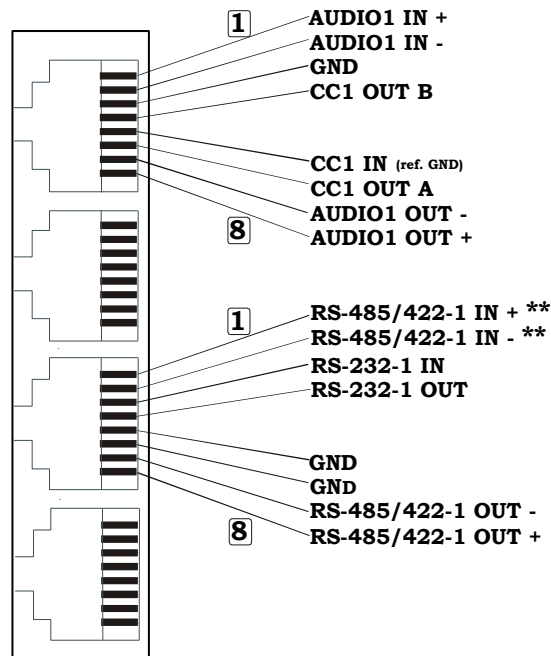 1
AUDIO1 IN +
AUDIO1 IN -
GND
CC1 OUT B
CC1 IN (ref. GND)
CC1 OUT A
AUDIO1 OUT -
8
AUDIO1 OUT +
1
RS-485/422-1 IN + **
RS-485/422-1 IN - **
RS-232-1 IN
RS-232-1 OUT
GND
GND
RS-485/422-1 OUT -
8
RS-485/422-1 OUT +